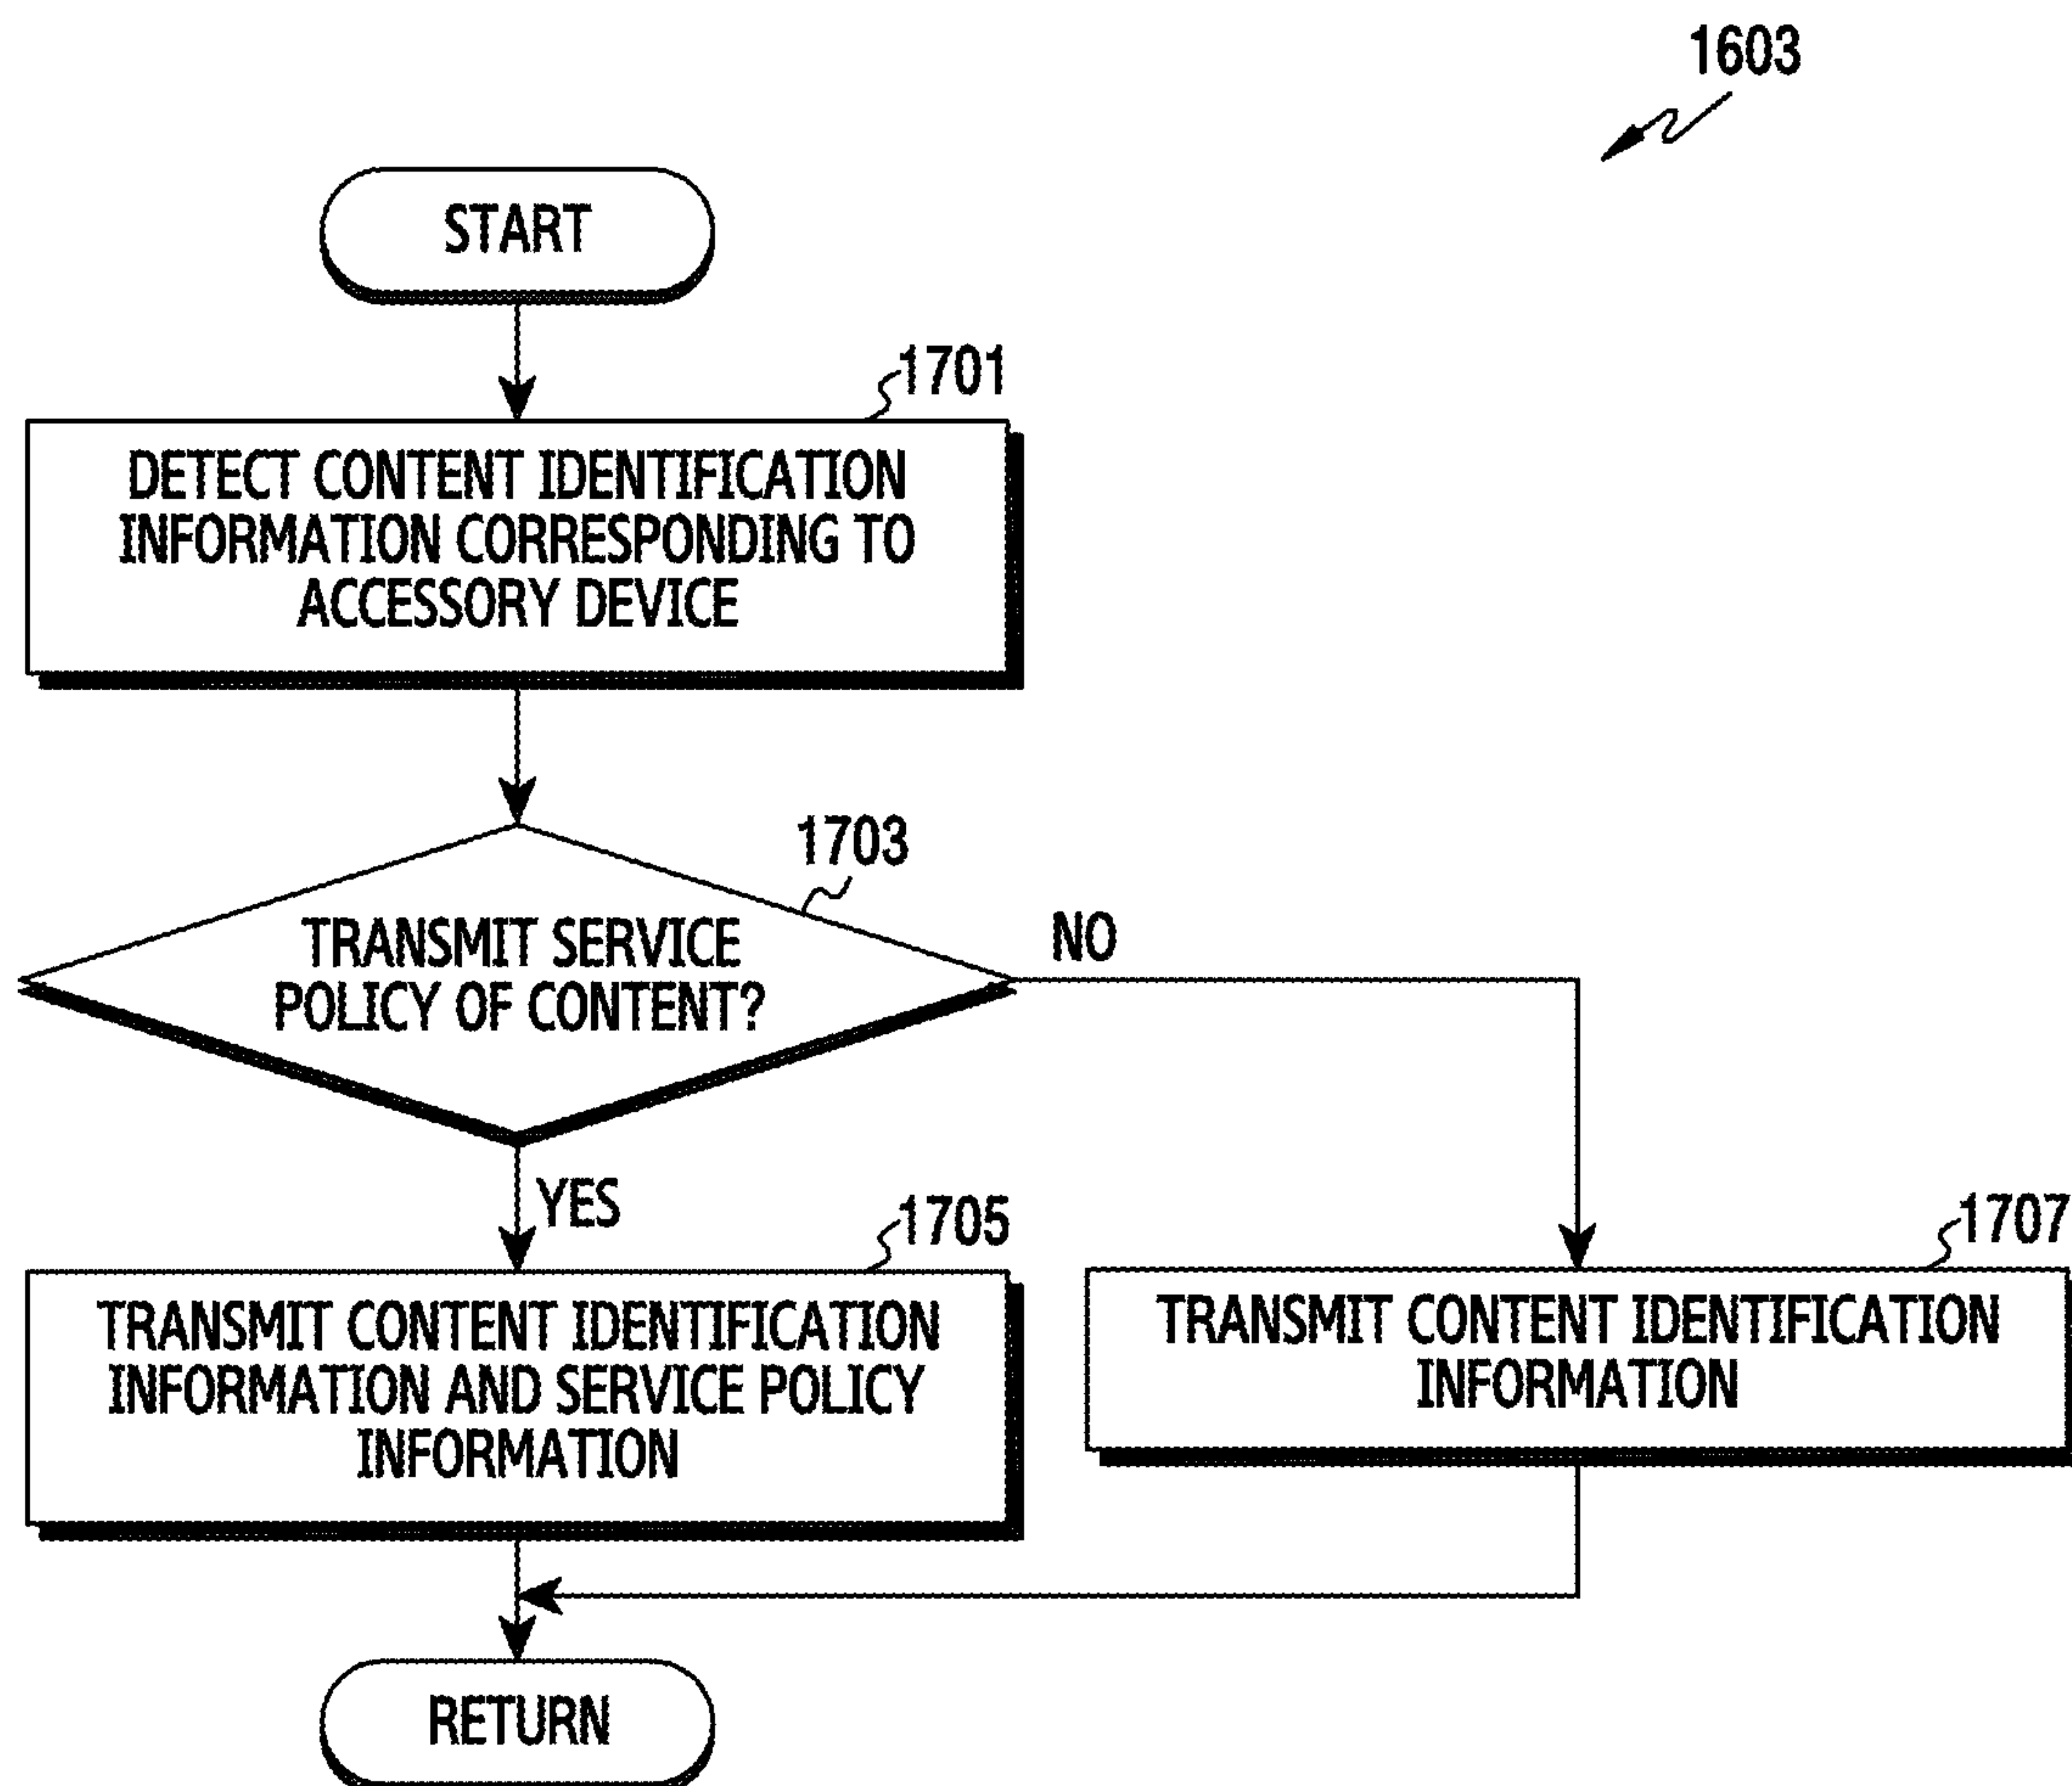 1603
START
1701
DETECT CONTENT IDENTIFICATION
INFORMATION CORRESPONDING TO
ACCESSORY DEVICE
1703
TRANSMIT SERVICE
POLICY OF CONTENT?
NO
YES
1705
TRANSMIT CONTENT IDENTIFICATION
INFORMATION AND SERVICE POLICY
INFORMATION
1707
TRANSMIT CONTENT IDENTIFICATION
INFORMATION
RETURN